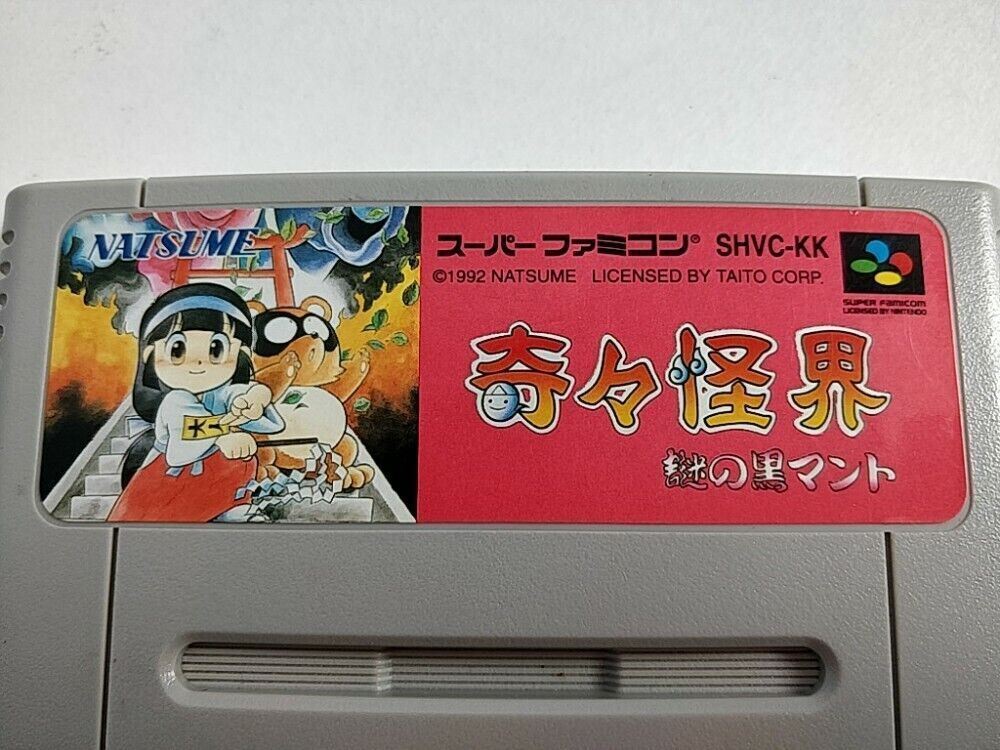 NATSUME
スーパーファミコン® SHVC-KK
©1992 NATSUME LICENSED BY TAITO CORP.
SUPER FAMICOM
LICENSED BY NINTENDO
奇々怪界
謎の黒マント